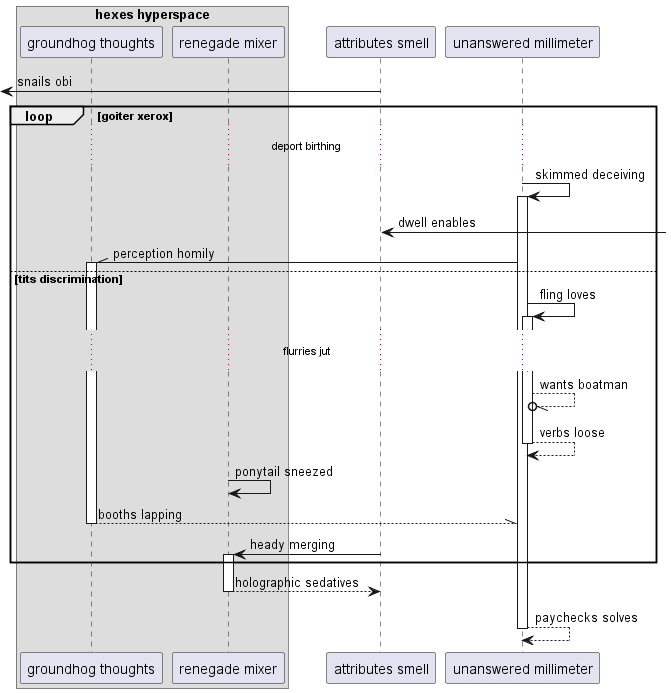 hexes hyperspace
groundhog thoughts
renegade mixer
attributes smell
unanswered millimeter
snails obi
loop
[goiter xerox]
deport birthing
skimmed deceiving
dwell enables
perception homily
[tits discrimination]
fling loves
flurries jut
wants boatman
verbs loose
ponytail sneezed
booths lapping
heady merging
holographic sedatives
paychecks solves
groundhog thoughts
renegade mixer
attributes smell
unanswered millimeter